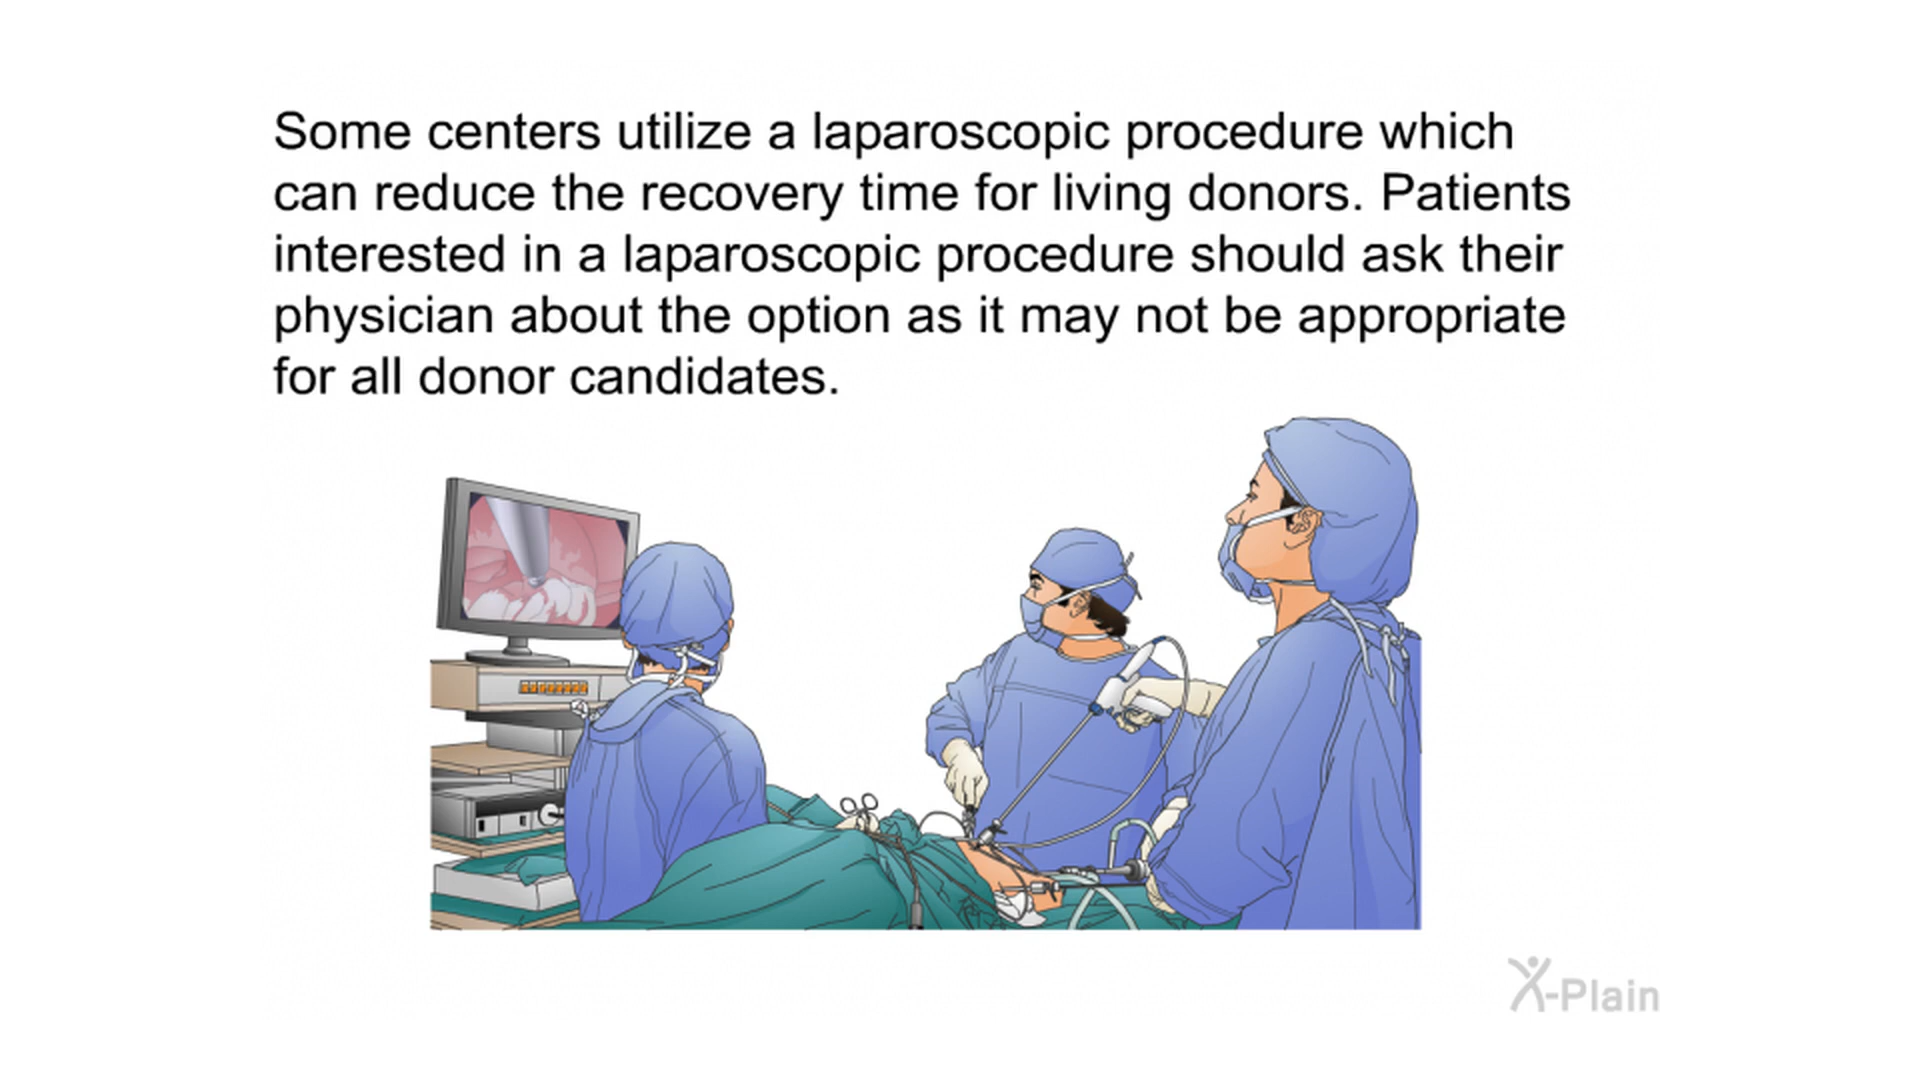 Some centers utilize a laparoscopic procedure which
can reduce the recovery time for living donors. Patients
interested in a laparoscopic procedure should ask their
physician about the option as it may not be appropriate
for all donor candidates.
X-Plain